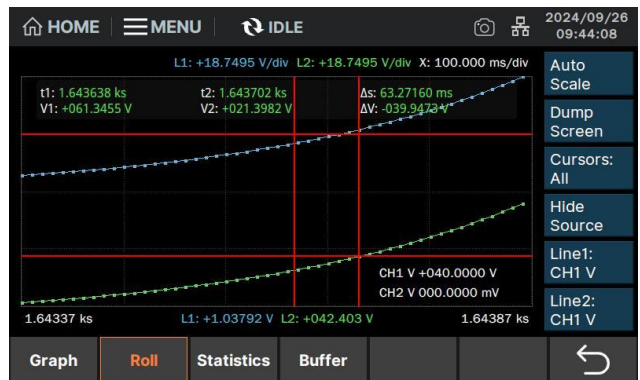 HOME MENU IDLE 2024/09/26
09:44:08
L1: +18.7495 V/div L2: +18.7495 V/div X: 100.000 ms/div
t1: 1.643638 ks t2: 1.643702 ks Δs: 63.27160 ms
V1: +061.3455 V V2: +021.3982 V ΔV: -039.9473 V
CH1 V +040.0000 V
CH2 V 000.0000 mV
1.64337 ks L1: +1.03792 V L2: +042.403 V 1.64387 ks
Auto
Scale
Dump
Screen
Cursors:
All
Hide
Source
Line1:
CH1 V
Line2:
CH1 V
Graph Roll Statistics Buffer